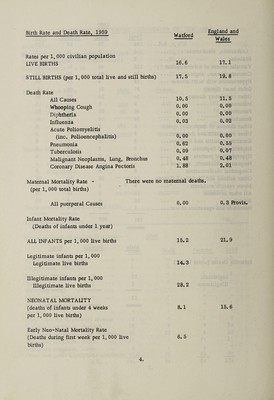 Birth Rate and Death Rate, 1969 Watford England and Wales
Rates per 1,000 civilian population
LIVE BIRTHS 16.6 17.1
STILL BIRTHS (per 1,000 total live and still births) 17.5 19.8
Death Rate
All Causes 10.5 11.5
Whooping Cough 0.00 0.00
Diphtheria 0.00 0.00
Influenza 0.03 0.02
Acute Poliomyelitis
(inc. Polioencephalitis) 0.00 0.00
Pneumonia 0.62 0.55
Tuberculosis 0.09 0.07
Malignant Neoplasms, Lung, Bronchus 0.48 0.48
Coronary Disease Angina Pectoris 1.88 2.01
Maternal Mortality Rate - There were no maternal deaths.
(per 1,000 total births)
All puerperal Causes 0.00 0.3 Provis.
Infant Mortality Rate
(Deaths of infants under 1 year)
ALL INFANTS per 1,000 live births 15.2 21.9
Legitimate infants per 1,000
Legitimate live births 14.3
Illegitimate infants per 1,000
Illegitimate live births 28.2
NEONATAL MORTALITY
(deaths of infants under 4 weeks 8.1 15.6
per 1,000 live births)
Early Neo-Natal Mortality Rate
(Deaths during first week per 1,000 live 6.5
births)
4.